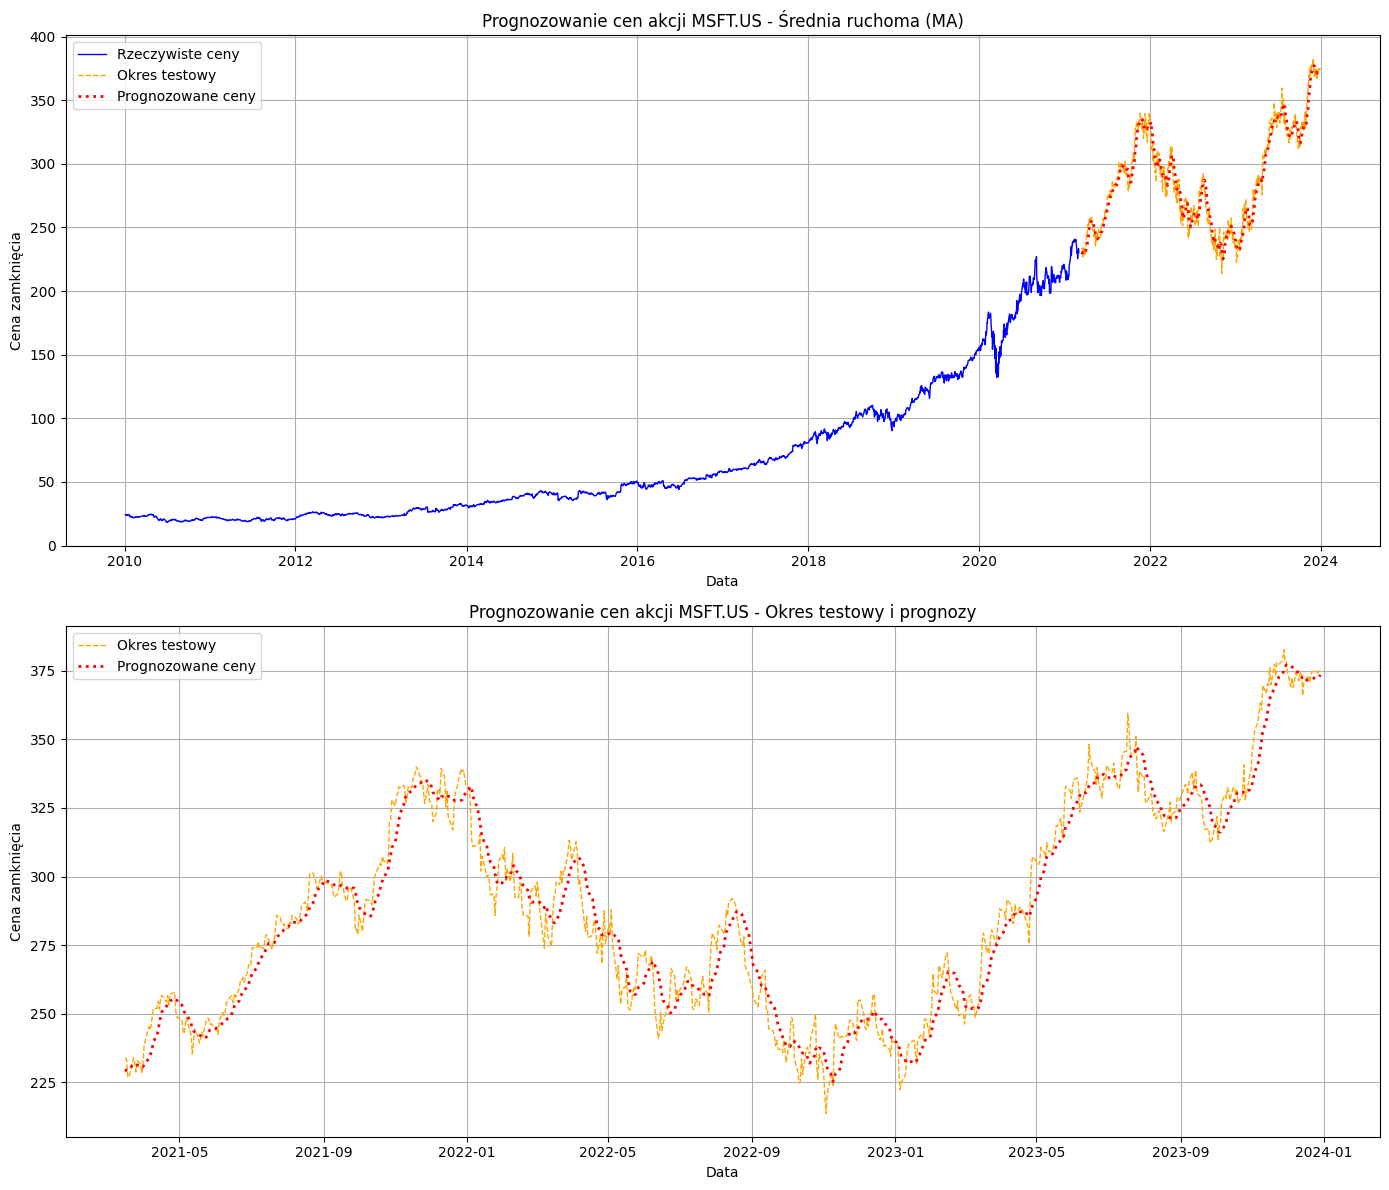 Prognozowanie cen akcji MSFT.US - Średnia ruchoma (MA)
Rzeczywiste ceny
Okres testowy
Prognozowane ceny
Cena zamknięcia
400
350
300
250
200
150
100
50
0
2010 2012 2014 2016 2018 2020 2022 2024
Data
Prognozowanie cen akcji MSFT.US - Okres testowy i prognozy
Okres testowy
Prognozowane ceny
Cena zamknięcia
375
350
325
300
275
250
225
2021-05 2021-09 2022-01 2022-05 2022-09 2023-01 2023-05 2023-09 2024-01
Data